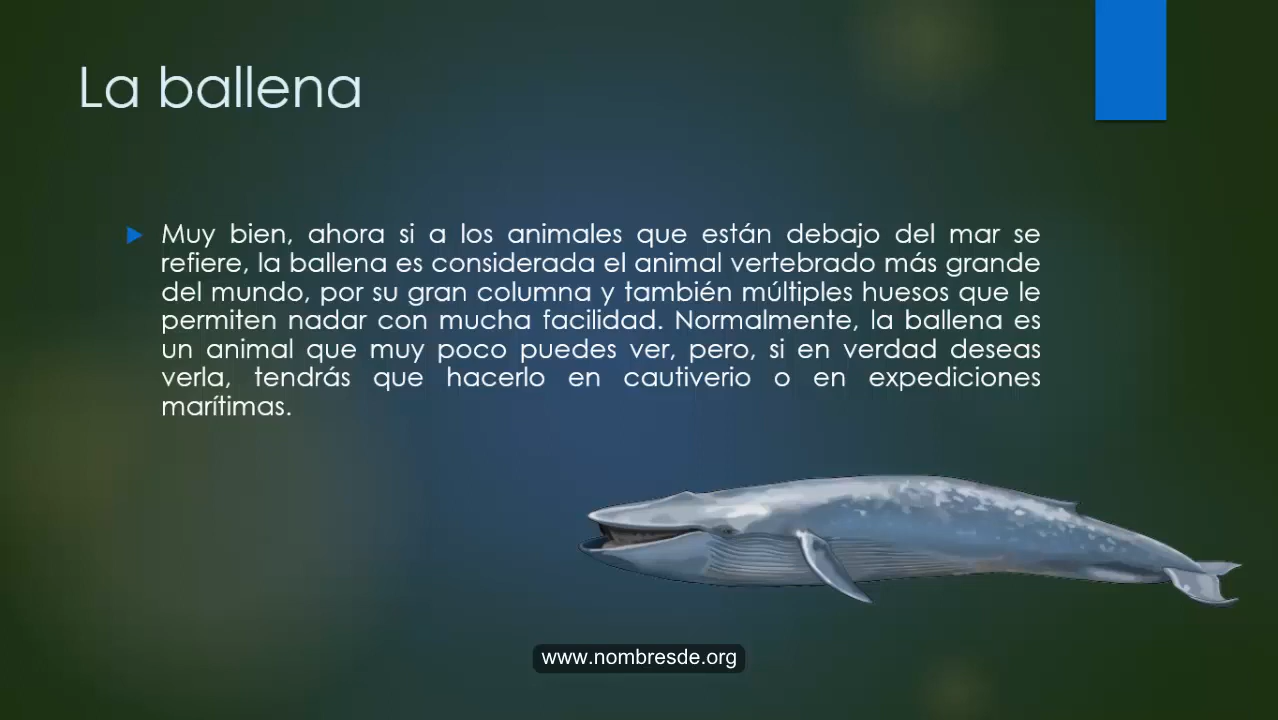 La ballena
Muy bien, ahora si a los animales que están debajo del mar se
refiere, la ballena es considerada el animal vertebrado más grande
del mundo, por su gran columna y también múltiples huesos que le
permiten nadar con mucha facilidad. Normalmente, la ballena es
un animal que muy poco puedes ver, pero, si en verdad deseas
verla, tendrás que hacerlo en cautiverio o en expediciones
marítimas.
www.nombresde.org